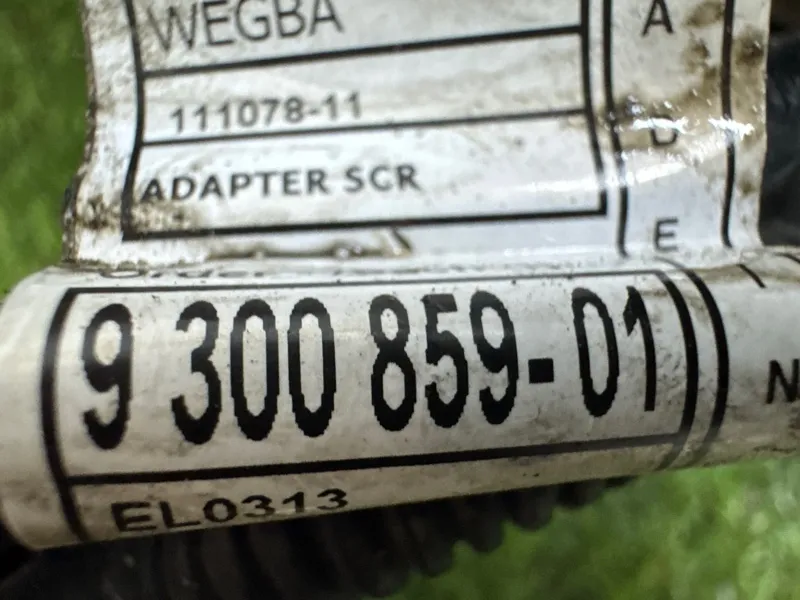 WEGBA
A
111078-11
D
ADAPTER SCR
E
9 300 859-01
N
EL0313